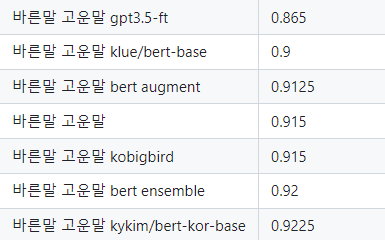 바른말 고운말 gpt3.5-ft 0.865
바른말 고운말 klue/bert-base 0.9
바른말 고운말 bert augment 0.9125
바른말 고운말 0.915
바른말 고운말 kobigbird 0.915
바른말 고운말 bert ensemble 0.92
바른말 고운말 kykim/bert-kor-base 0.9225